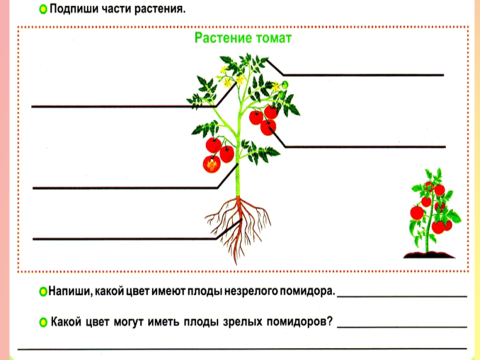 Подпиши части растения.
Растение томат
Напиши, какой цвет имеют плоды незрелого помидора.
Какой цвет могут иметь плоды зрелых помидоров?